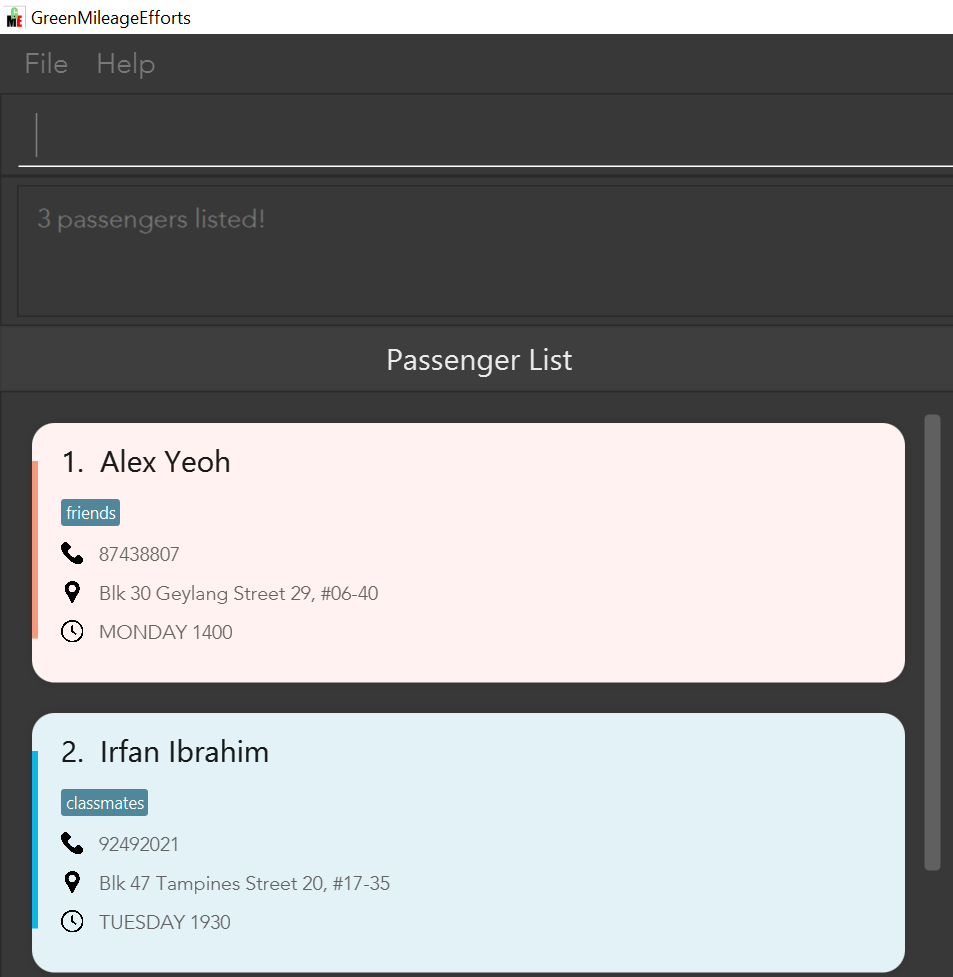 GreenMileageEfforts
File Help
3 passengers listed!
Passenger List
1. Alex Yeoh
friends
87438807
Blk 30 Geylang Street 29, #06-40
MONDAY 1400
2. Irfan Ibrahim
classmates
92492021
Blk 47 Tampines Street 20, #17-35
TUESDAY 1930